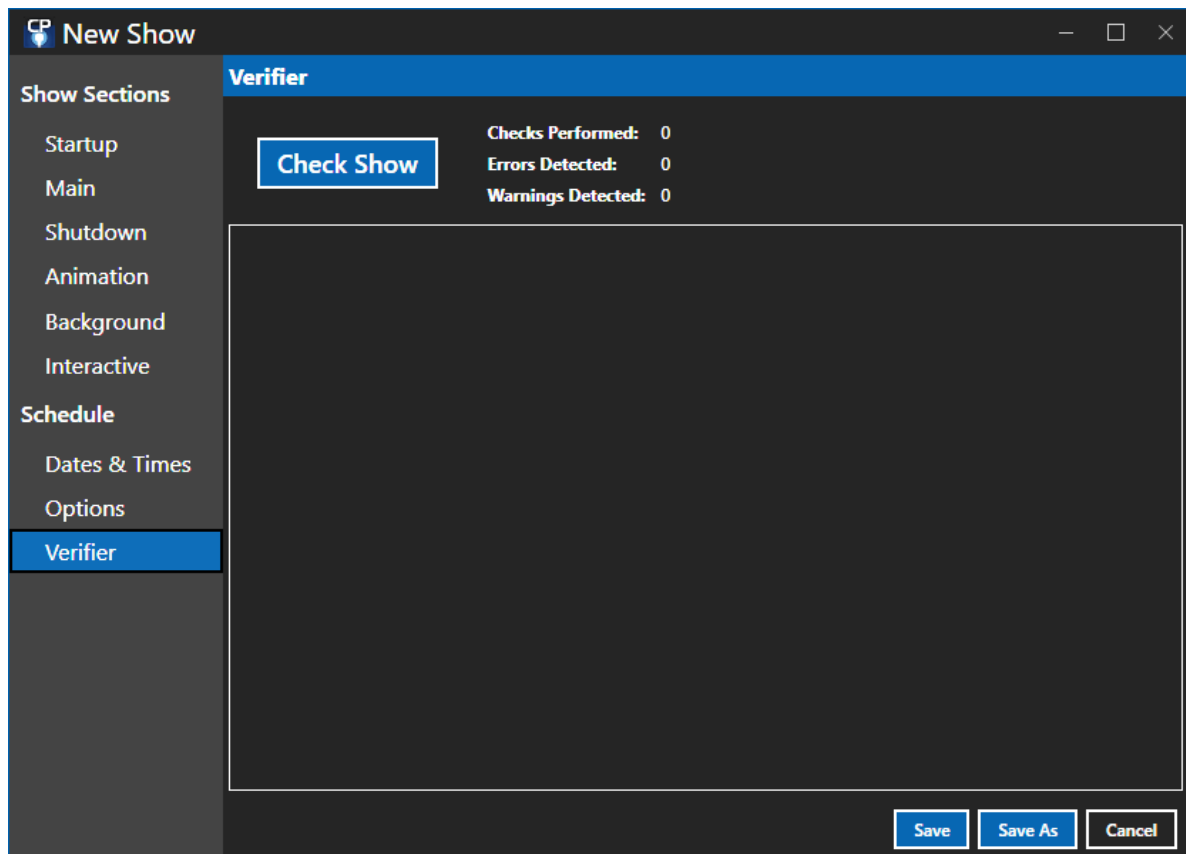 CP New Show
Show Sections
Startup
Main
Shutdown
Animation
Background
Interactive
Schedule
Dates & Times
Options
Verifier
Verifier
Check Show
Checks Performed: 0
Errors Detected: 0
Warnings Detected: 0
Save Save As Cancel